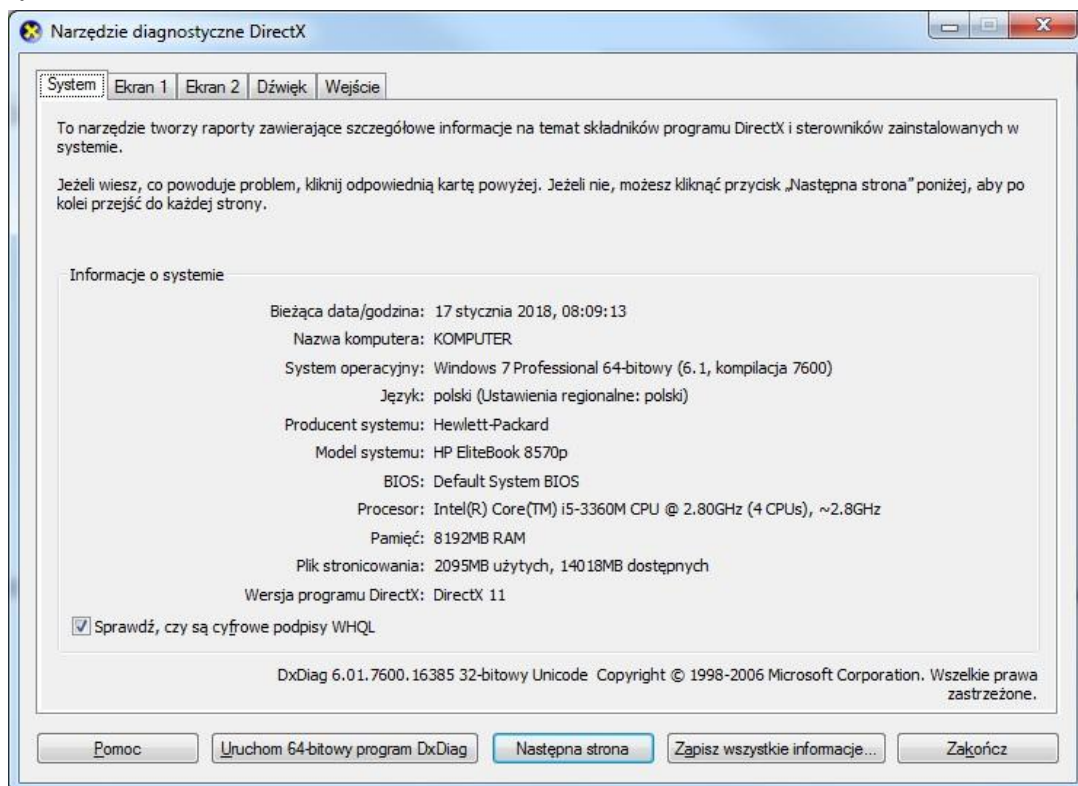 Narzędzie diagnostyczne DirectX
System Ekran 1 Ekran 2 Dźwięk Wejście
To narzędzie tworzy raporty zawierające szczegółowe informacje na temat składników programu DirectX i sterowników zainstalowanych w
systemie.
Jeżeli wiesz, co powoduje problem, kliknij odpowiednią kartę powyżej. Jeżeli nie, możesz kliknąć przycisk „Następna strona” poniżej, aby po
kolei przejść do każdej strony.
Informacje o systemie
Bieżąca data/godzina: 17 stycznia 2018, 08:09:13
Nazwa komputera: KOMPUTER
System operacyjny: Windows 7 Professional 64-bitowy (6.1, kompilacja 7600)
Język: polski (Ustawienia regionalne: polski)
Producent systemu: Hewlett-Packard
Model systemu: HP EliteBook 8570p
BIOS: Default System BIOS
Procesor: Intel(R) Core(TM) i5-3360M CPU @ 2.80GHz (4 CPUs), ~2.8GHz
Pamięć: 8192MB RAM
Plik stronicowania: 2095MB użytych, 14018MB dostępnych
Wersja programu DirectX: DirectX 11
Sprawdź, czy są cyfrowe podpisy WHQL
DxDiag 6.01.7600.16385 32-bitowy Unicode Copyright © 1998-2006 Microsoft Corporation. Wszelkie prawa
zastrzeżone.
Pomoc Uruchom 64-bitowy program DxDiag Następna strona Zapisz wszystkie informacje... Zakończ